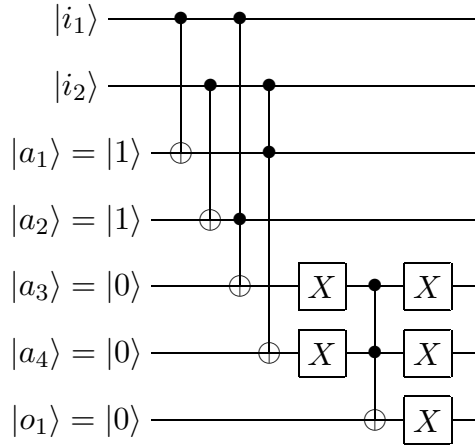 |i₁⟩
|i₂⟩
|a₁⟩ = |1⟩
|a₂⟩ = |1⟩
|a₃⟩ = |0⟩ X X
|a₄⟩ = |0⟩ X X
|o₁⟩ = |0⟩ X